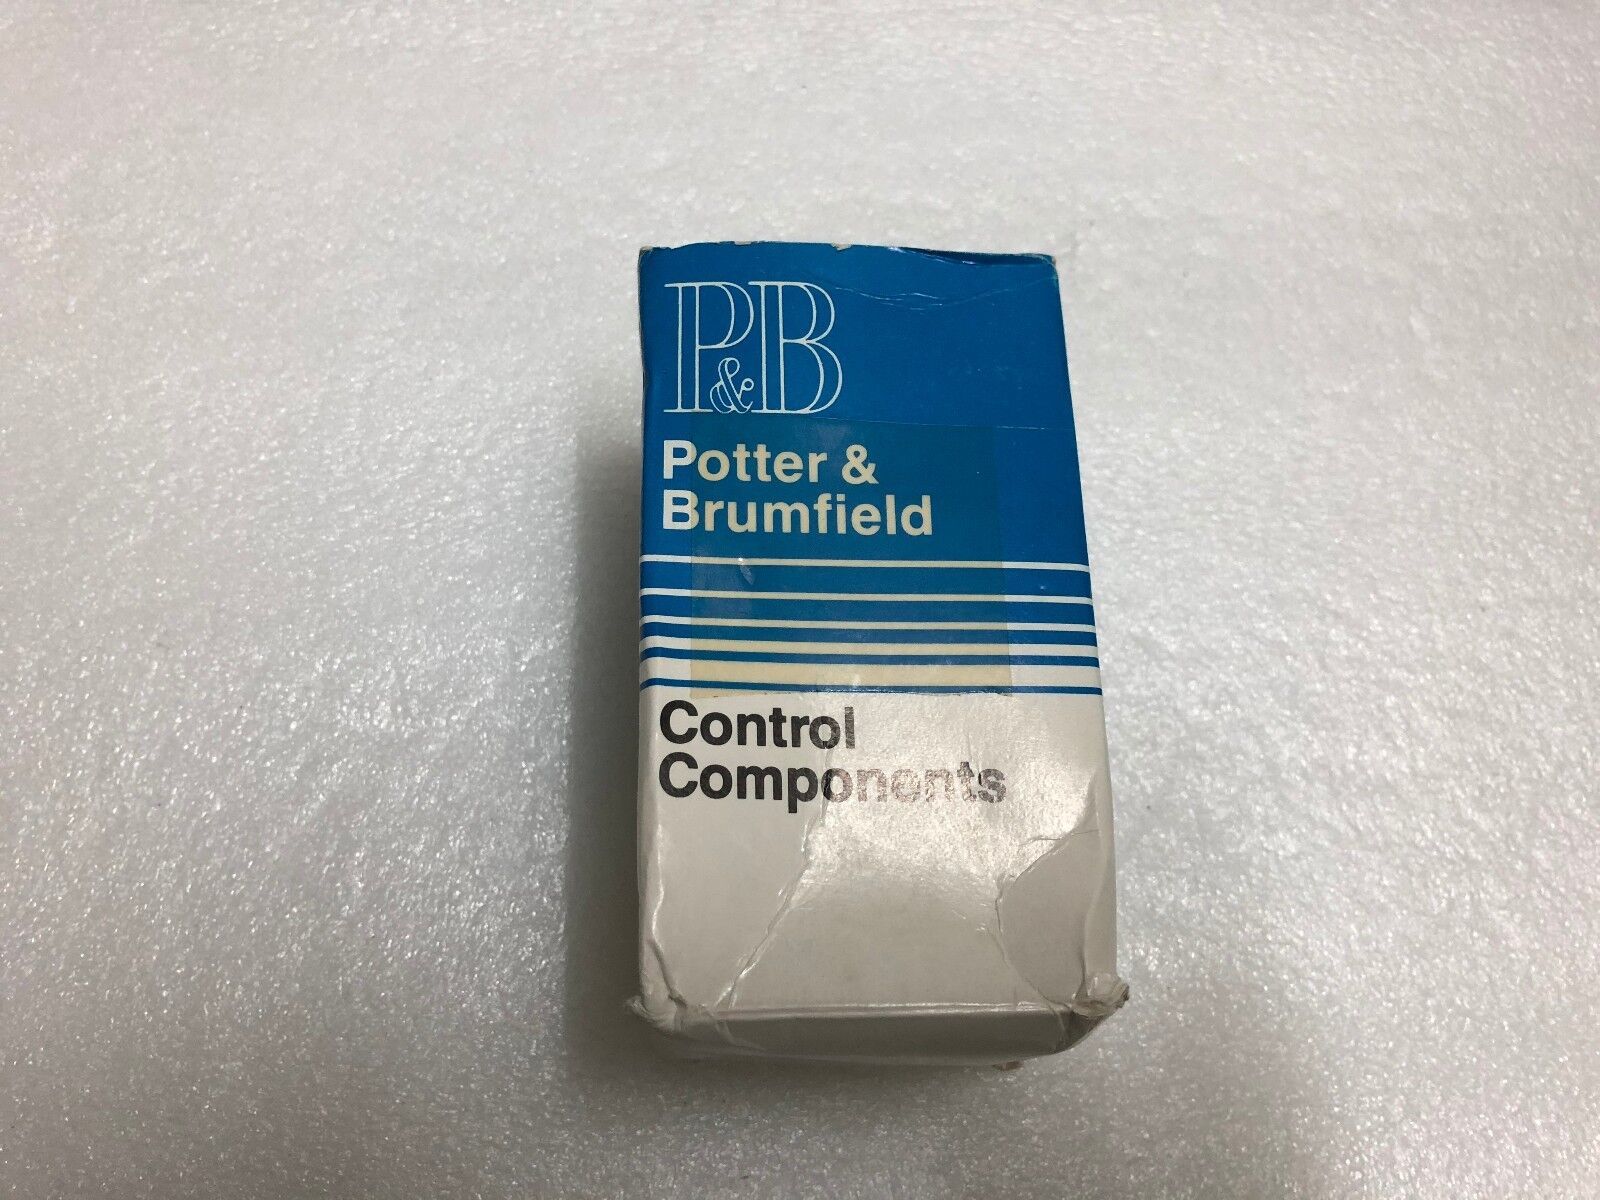 P&B
Potter &
Brumfield
Control
Components